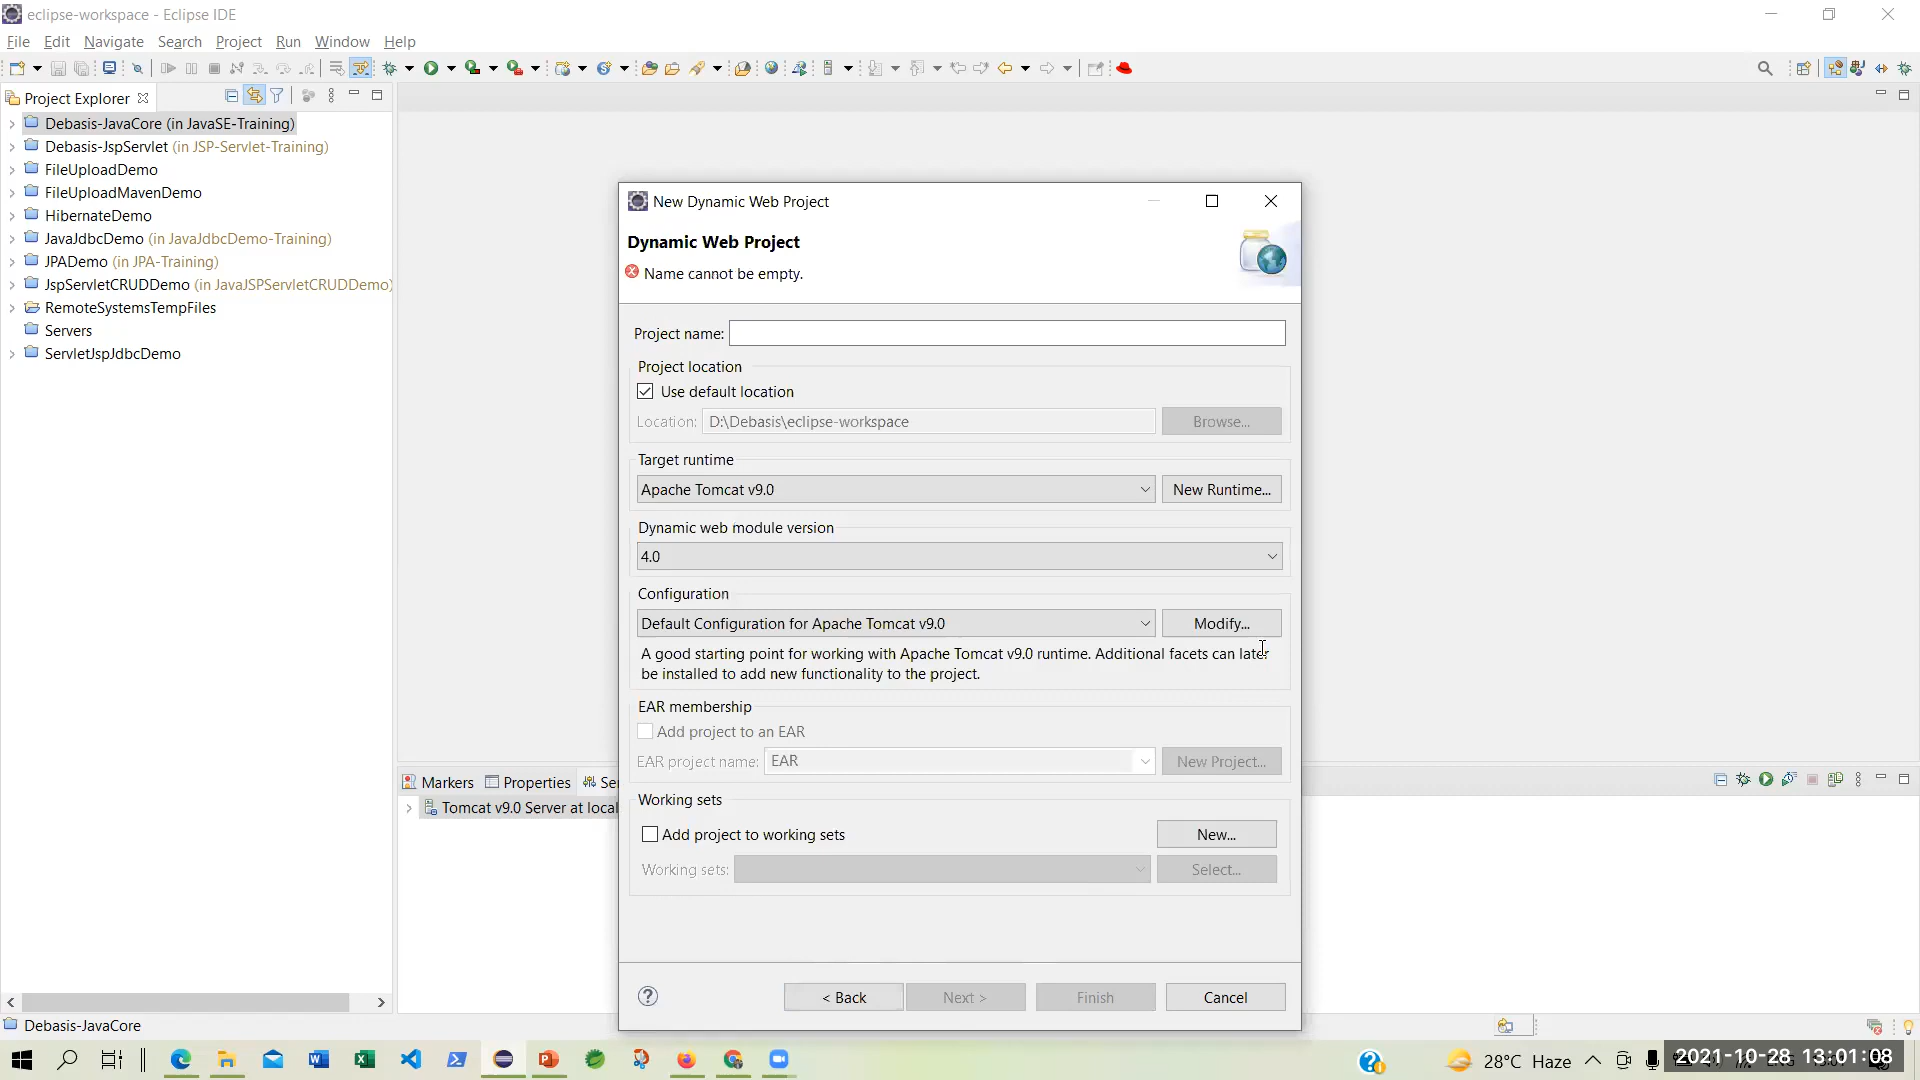 eclipse-workspace - Eclipse IDE
File Edit Navigate Search Project Run Window Help
Project Explorer
Debasis-JavaCore (in JavaSE-Training)
Debasis-JspServlet (in JSP-Servlet-Training)
FileUploadDemo
FileUploadMavenDemo
HibernateDemo
JavaJdbcDemo (in JavaJdbcDemo-Training)
JPADemo (in JPA-Training)
JspServletCRUDDemo (in JavaJSPServletCRUDDemo)
RemoteSystemsTempFiles
Servers
ServletJspJdbcDemo
New Dynamic Web Project
Dynamic Web Project
Name cannot be empty.
Project name:
Project location
Use default location
Location: D:\Debasis\eclipse-workspace Browse...
Target runtime
Apache Tomcat v9.0 New Runtime...
Dynamic web module version
4.0
Configuration
Default Configuration for Apache Tomcat v9.0 Modify...
A good starting point for working with Apache Tomcat v9.0 runtime. Additional facets can later
be installed to add new functionality to the project.
EAR membership
Add project to an EAR
EAR project name: EAR New Project...
Working sets
Add project to working sets New...
Working sets: Select...
< Back Next > Finish Cancel
Markers Properties Se
Tomcat v9.0 Server at local
Debasis-JavaCore
28°C Haze
2021-10-28 13:01:08